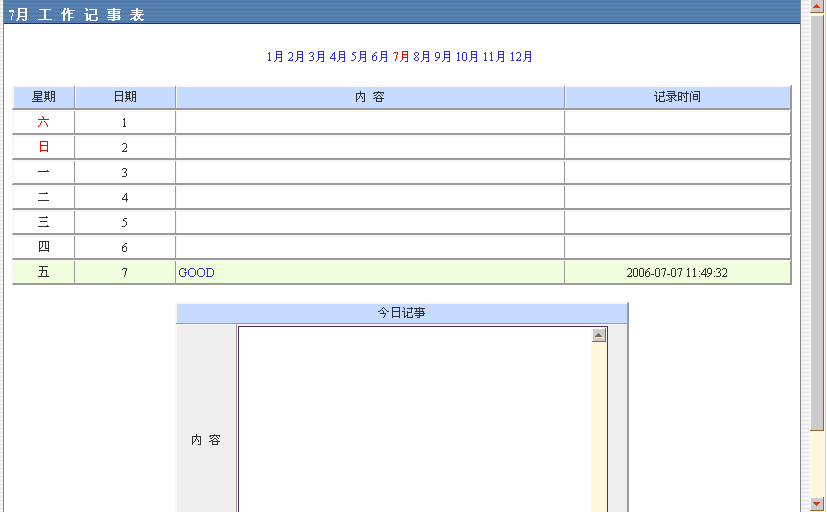 7月 工 作 记 事 表
1月 2月 3月 4月 5月 6月 7月 8月 9月 10月 11月 12月
星期 日期 内 容 记录时间
六 1
日 2
一 3
二 4
三 5
四 6
五 7 GOOD 2006-07-07 11:49:32
今日记事
内 容